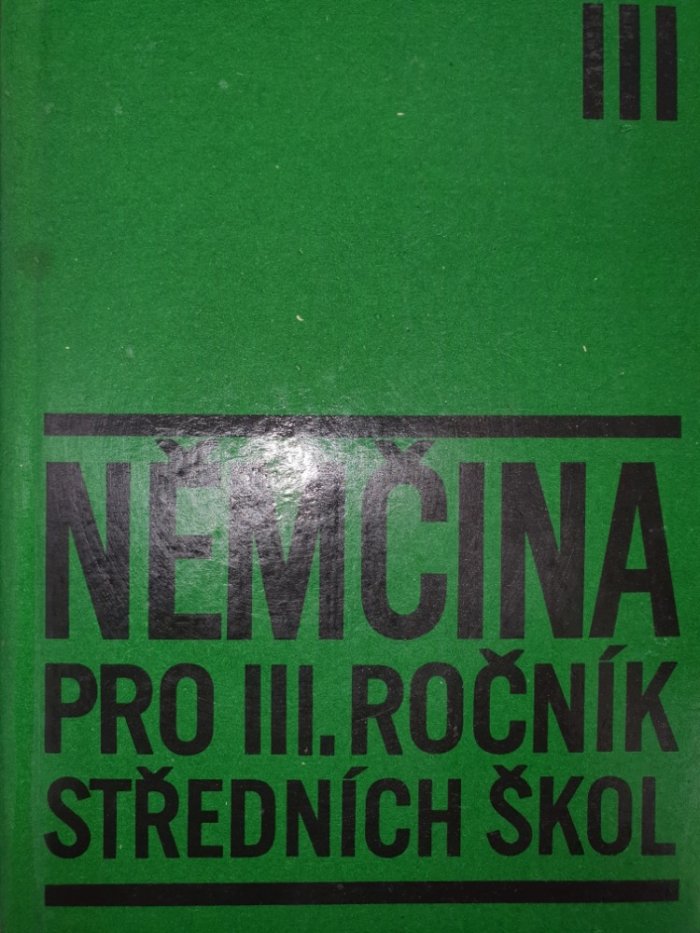 III
NĚMČINA
PRO III. ROČNÍK
STŘEDNÍCH ŠKOL